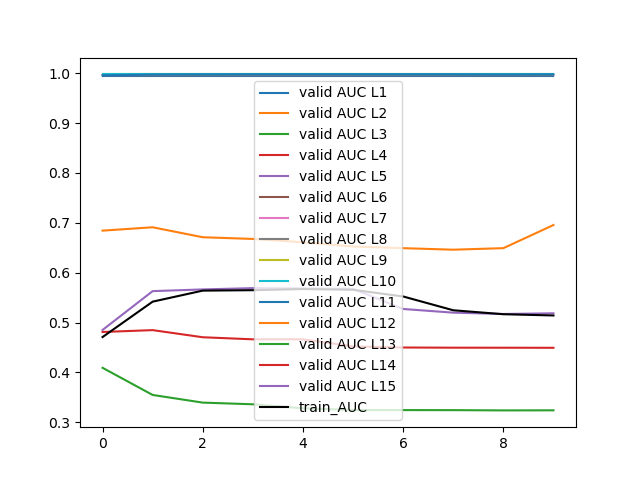 1.0
0.9
0.8
0.7
0.6
0.5
0.4
0.3
0
2
4
6
8
valid AUC L1
valid AUC L2
valid AUC L3
valid AUC L4
valid AUC L5
valid AUC L6
valid AUC L7
valid AUC L8
valid AUC L9
valid AUC L10
valid AUC L11
valid AUC L12
valid AUC L13
valid AUC L14
valid AUC L15
train_AUC